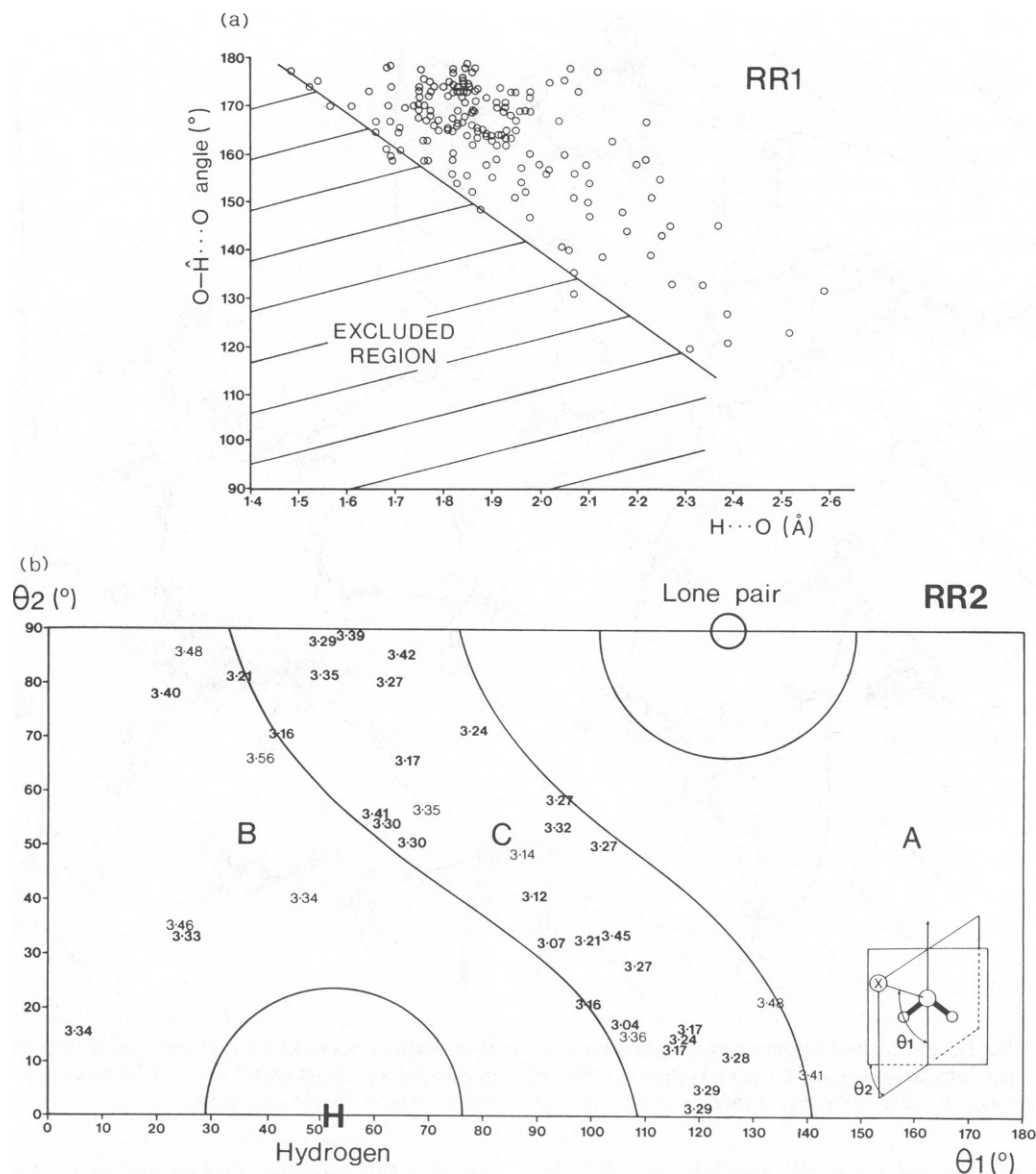 (a)
RR1
180
170
160
150
140
130
120
110
100
90
O–Ĥ···O angle (°)
EXCLUDED
REGION
1·4 1·5 1·6 1·7 1·8 1·9 2·0 2·1 2·2 2·3 2·4 2·5 2·6
H···O (Å)
(b)
θ2 (°)
Lone pair
RR2
90
80
70
60
50
40
30
20
10
0
3·48 3·29 3·39 3·42
3·40 3·21 3·35 3·27
3·16 3·24
3·56 3·17
3·41 3·35 3·27
3·30 3·32
B C A
3·30 3·27
3·14
3·34 3·12
3·46
3·33 3·07 3·21 3·45
3·27
3·16 3·48
3·34 3·04 3·17
3·36 3·24
3·17 3·28
3·41
3·29
3·29
X
θ1
θ2
H
0 10 20 30 40 50 60 70 80 90 100 110 120 130 140 150 160 170 180
Hydrogen
θ1 (°)